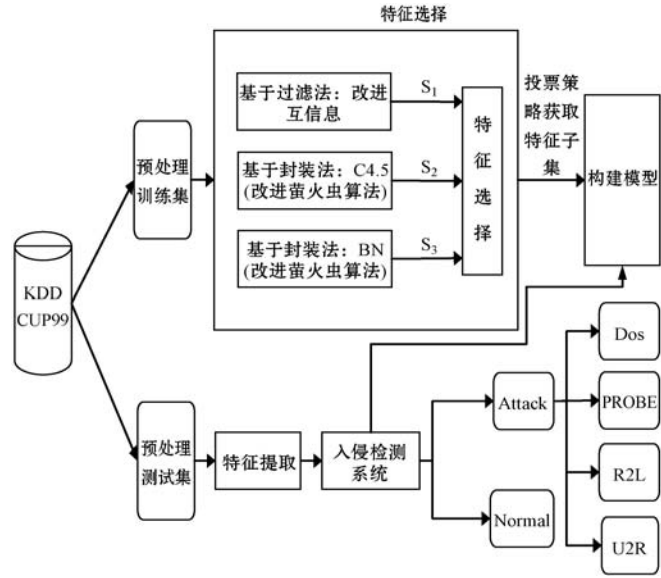 特征选择
基于过滤法：改进
互信息
S1
基于封装法：C4.5
(改进萤火虫算法)
S2
基于封装法：BN
(改进萤火虫算法)
S3
特征选择
投票策
略获取
特征子
集
构建模型
预处理
训练集
KDD
CUP99
预处理
测试集
特征提取
入侵检测
系统
Attack
Normal
Dos
PROBE
R2L
U2R